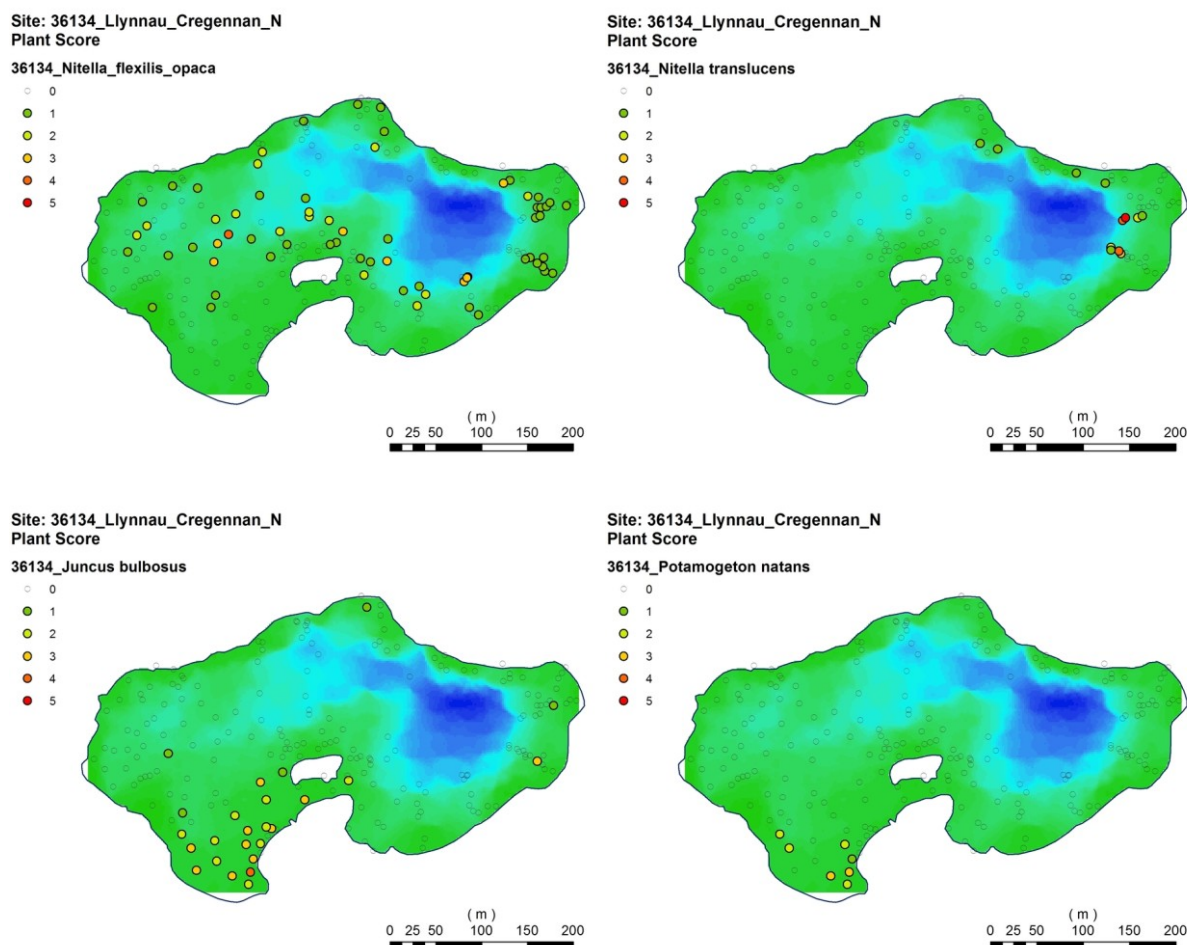 Site: 36134_Llynnau_Cregennan_N
Plant Score
36134_Nitella_flexilis_opaca
0
1
2
3
4
5
( m )
0 25 50 100 150 200
Site: 36134_Llynnau_Cregennan_N
Plant Score
36134_Nitella translucens
0
1
2
3
4
5
( m )
0 25 50 100 150 200
Site: 36134_Llynnau_Cregennan_N
Plant Score
36134_Juncus bulbosus
0
1
2
3
4
5
( m )
0 25 50 100 150 200
Site: 36134_Llynnau_Cregennan_N
Plant Score
36134_Potamogeton natans
0
1
2
3
4
5
( m )
0 25 50 100 150 200